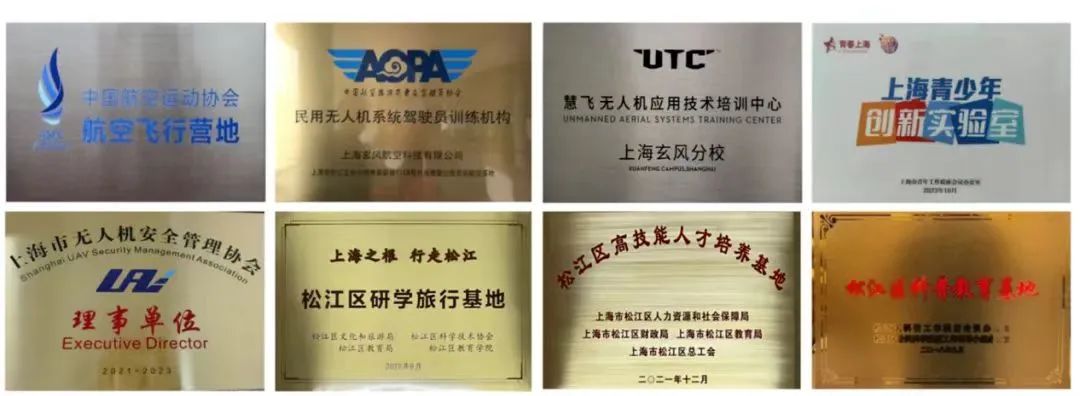 中国航空运动协会
航空飞行营地
AOPA
民用无人机系统驾驶员训练机构
上海玄风航空科技有限公司
UTC
慧飞 无人机应用技术培训中心
UNMANNED AERIAL SYSTEMS TRAINING CENTER
上海玄风分校
XUANFENG CAMPUS,SHANGHAI
青春上海
上海青少年
创新实验室
2023年10月
上海市无人机安全管理协会
Shanghai UAV Security Management Association
UAV
理事单位
Executive Director
2021-2023
上海之根 行走松江
松江区研学旅行基地
松江区文化和旅游局 松江区科学技术协会
松江区教育局 松江区教育学院
松江区高技能人才培养基地
上海市松江区人力资源和社会保障局
上海市松江区财政局 上海市松江区教育局
上海市松江区总工会
二〇二一年十二月
松江区科普教育基地